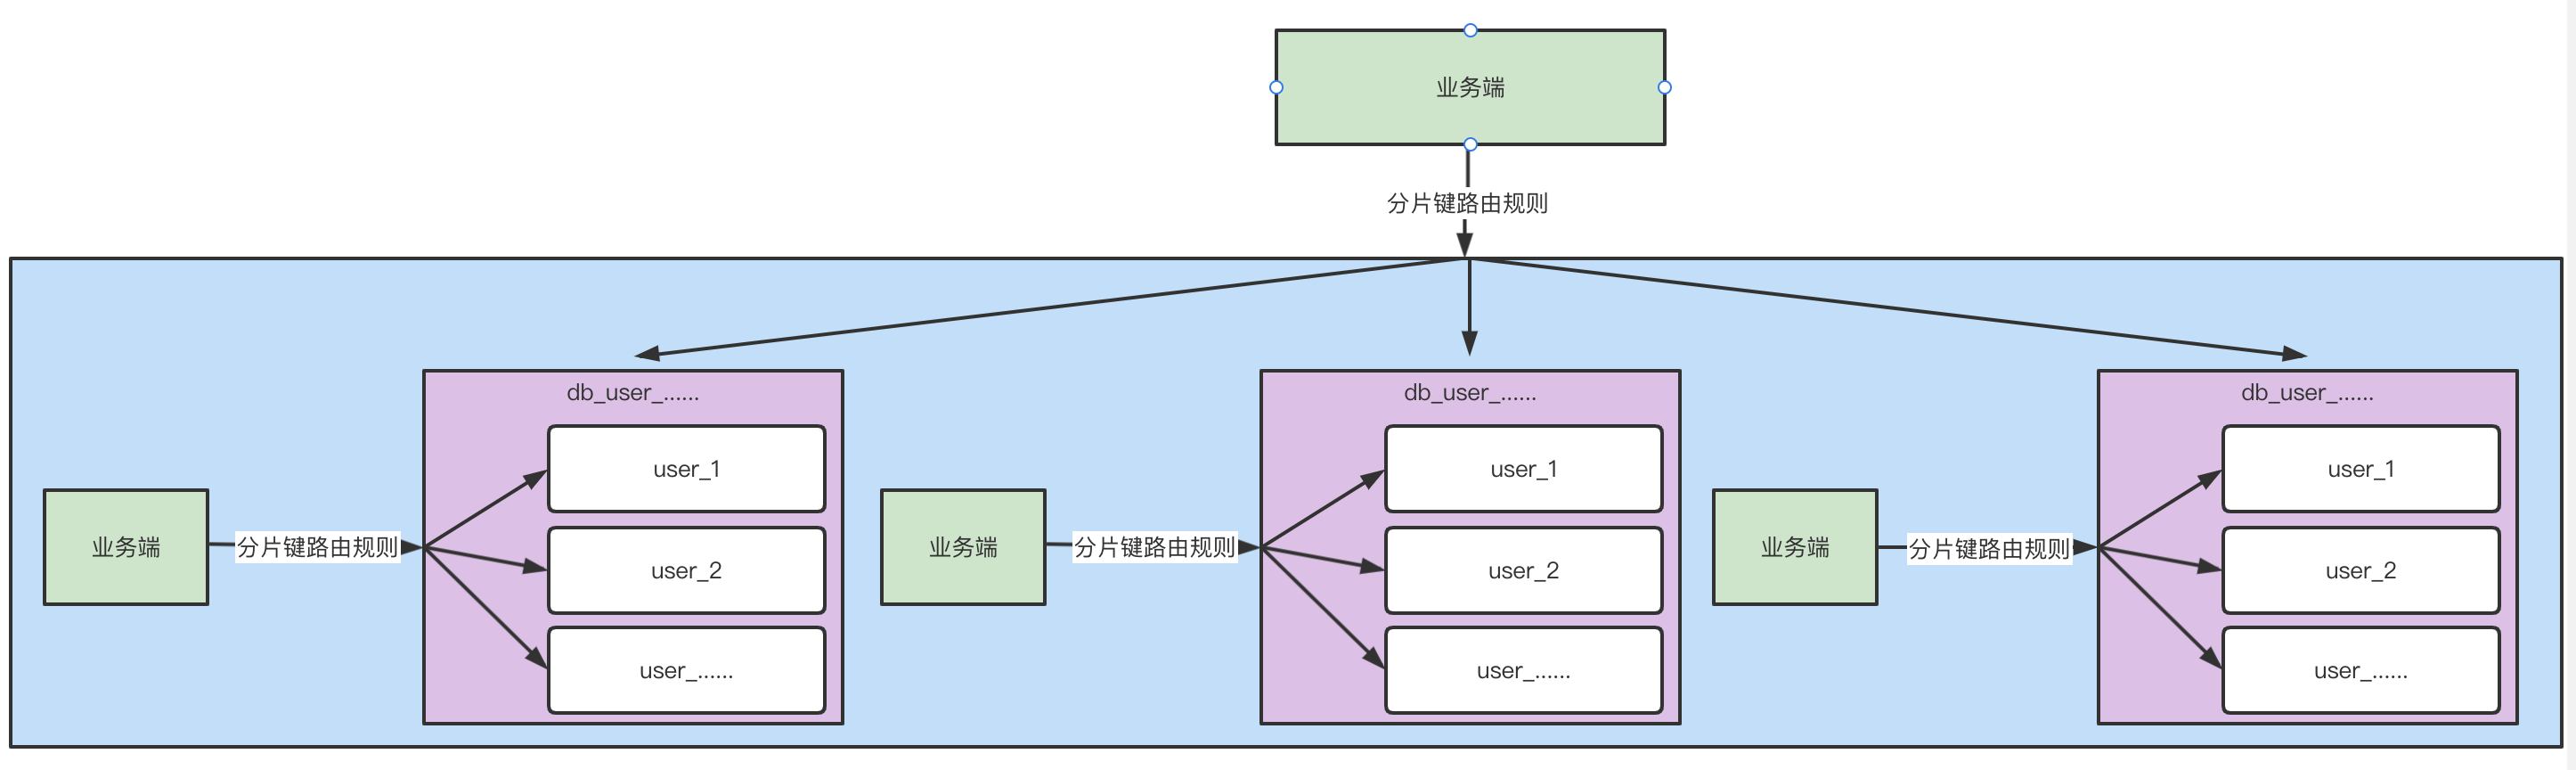 业务端
分片键路由规则
db_user_......
user_1
user_2
user_......
业务端
分片键路由规则
db_user_......
user_1
user_2
user_......
业务端
分片键路由规则
db_user_......
user_1
user_2
user_......
业务端
分片键路由规则